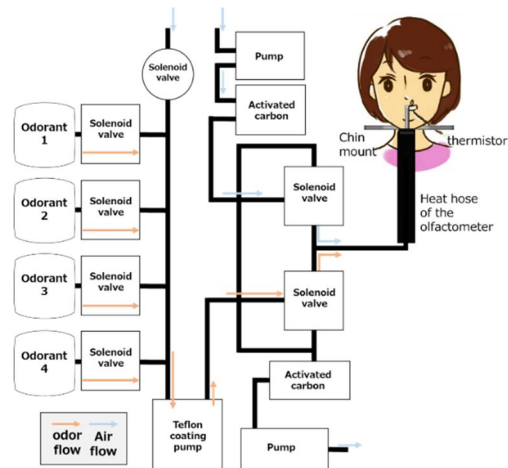 Solenoid
valve
Pump
Activated
carbon
Odorant
1
Solenoid
valve
Odorant
2
Solenoid
valve
Odorant
3
Solenoid
valve
Odorant
4
Solenoid
valve
Solenoid
valve
Solenoid
valve
Activated
carbon
Teflon
coating
pump
Pump
Chin
mount
thermistor
Heat hose
of the
olfactometer
odor
flow
Air
flow